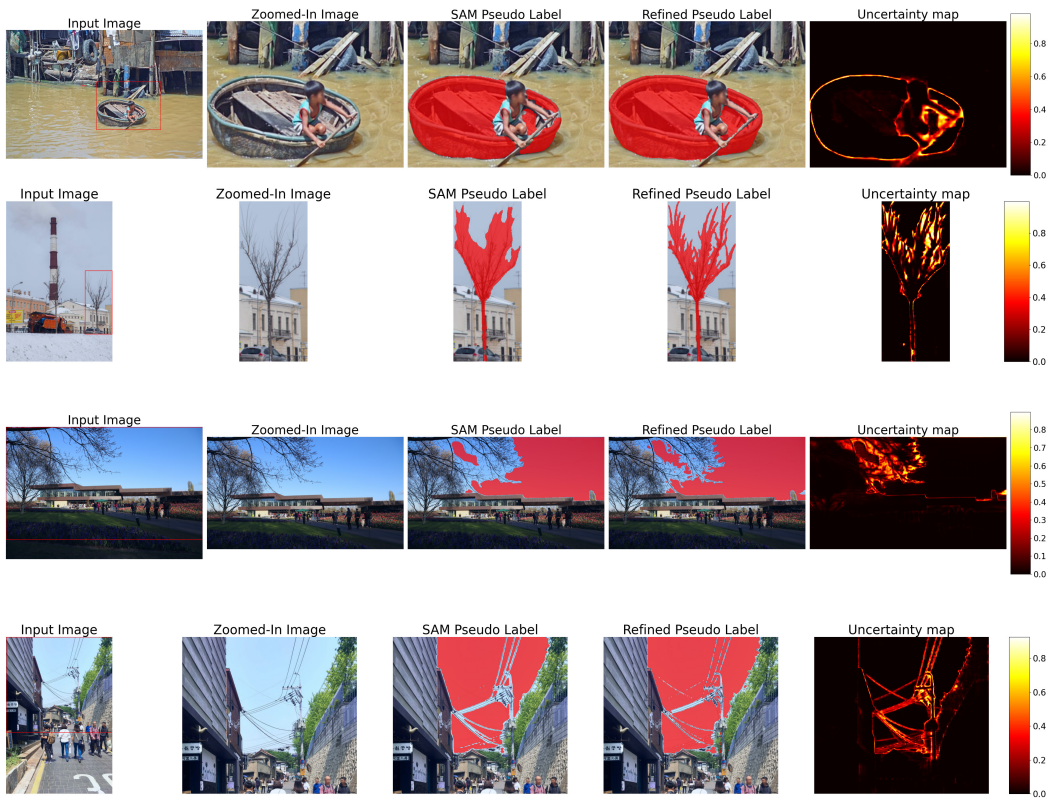 Input Image
Zoomed-In Image
SAM Pseudo Label
Refined Pseudo Label
Uncertainty map
0.8
0.6
0.4
0.2
0.0
Input Image
Zoomed-In Image
SAM Pseudo Label
Refined Pseudo Label
Uncertainty map
0.8
0.6
0.4
0.2
0.0
Input Image
Zoomed-In Image
SAM Pseudo Label
Refined Pseudo Label
Uncertainty map
0.8
0.7
0.6
0.5
0.4
0.3
0.2
0.1
0.0
Input Image
Zoomed-In Image
SAM Pseudo Label
Refined Pseudo Label
Uncertainty map
0.8
0.6
0.4
0.2
0.0